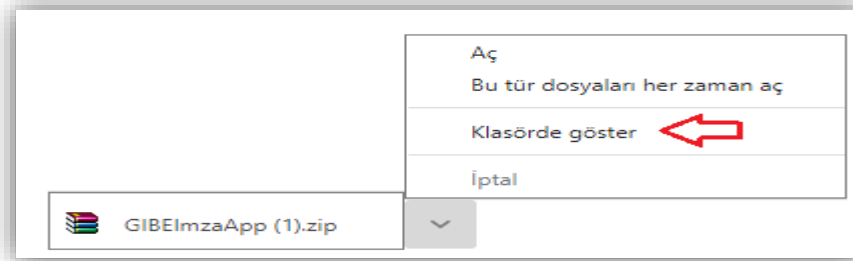 Aç
Bu tür dosyaları her zaman aç
Klasörde göster
İptal
GIBEImzaApp (1).zip